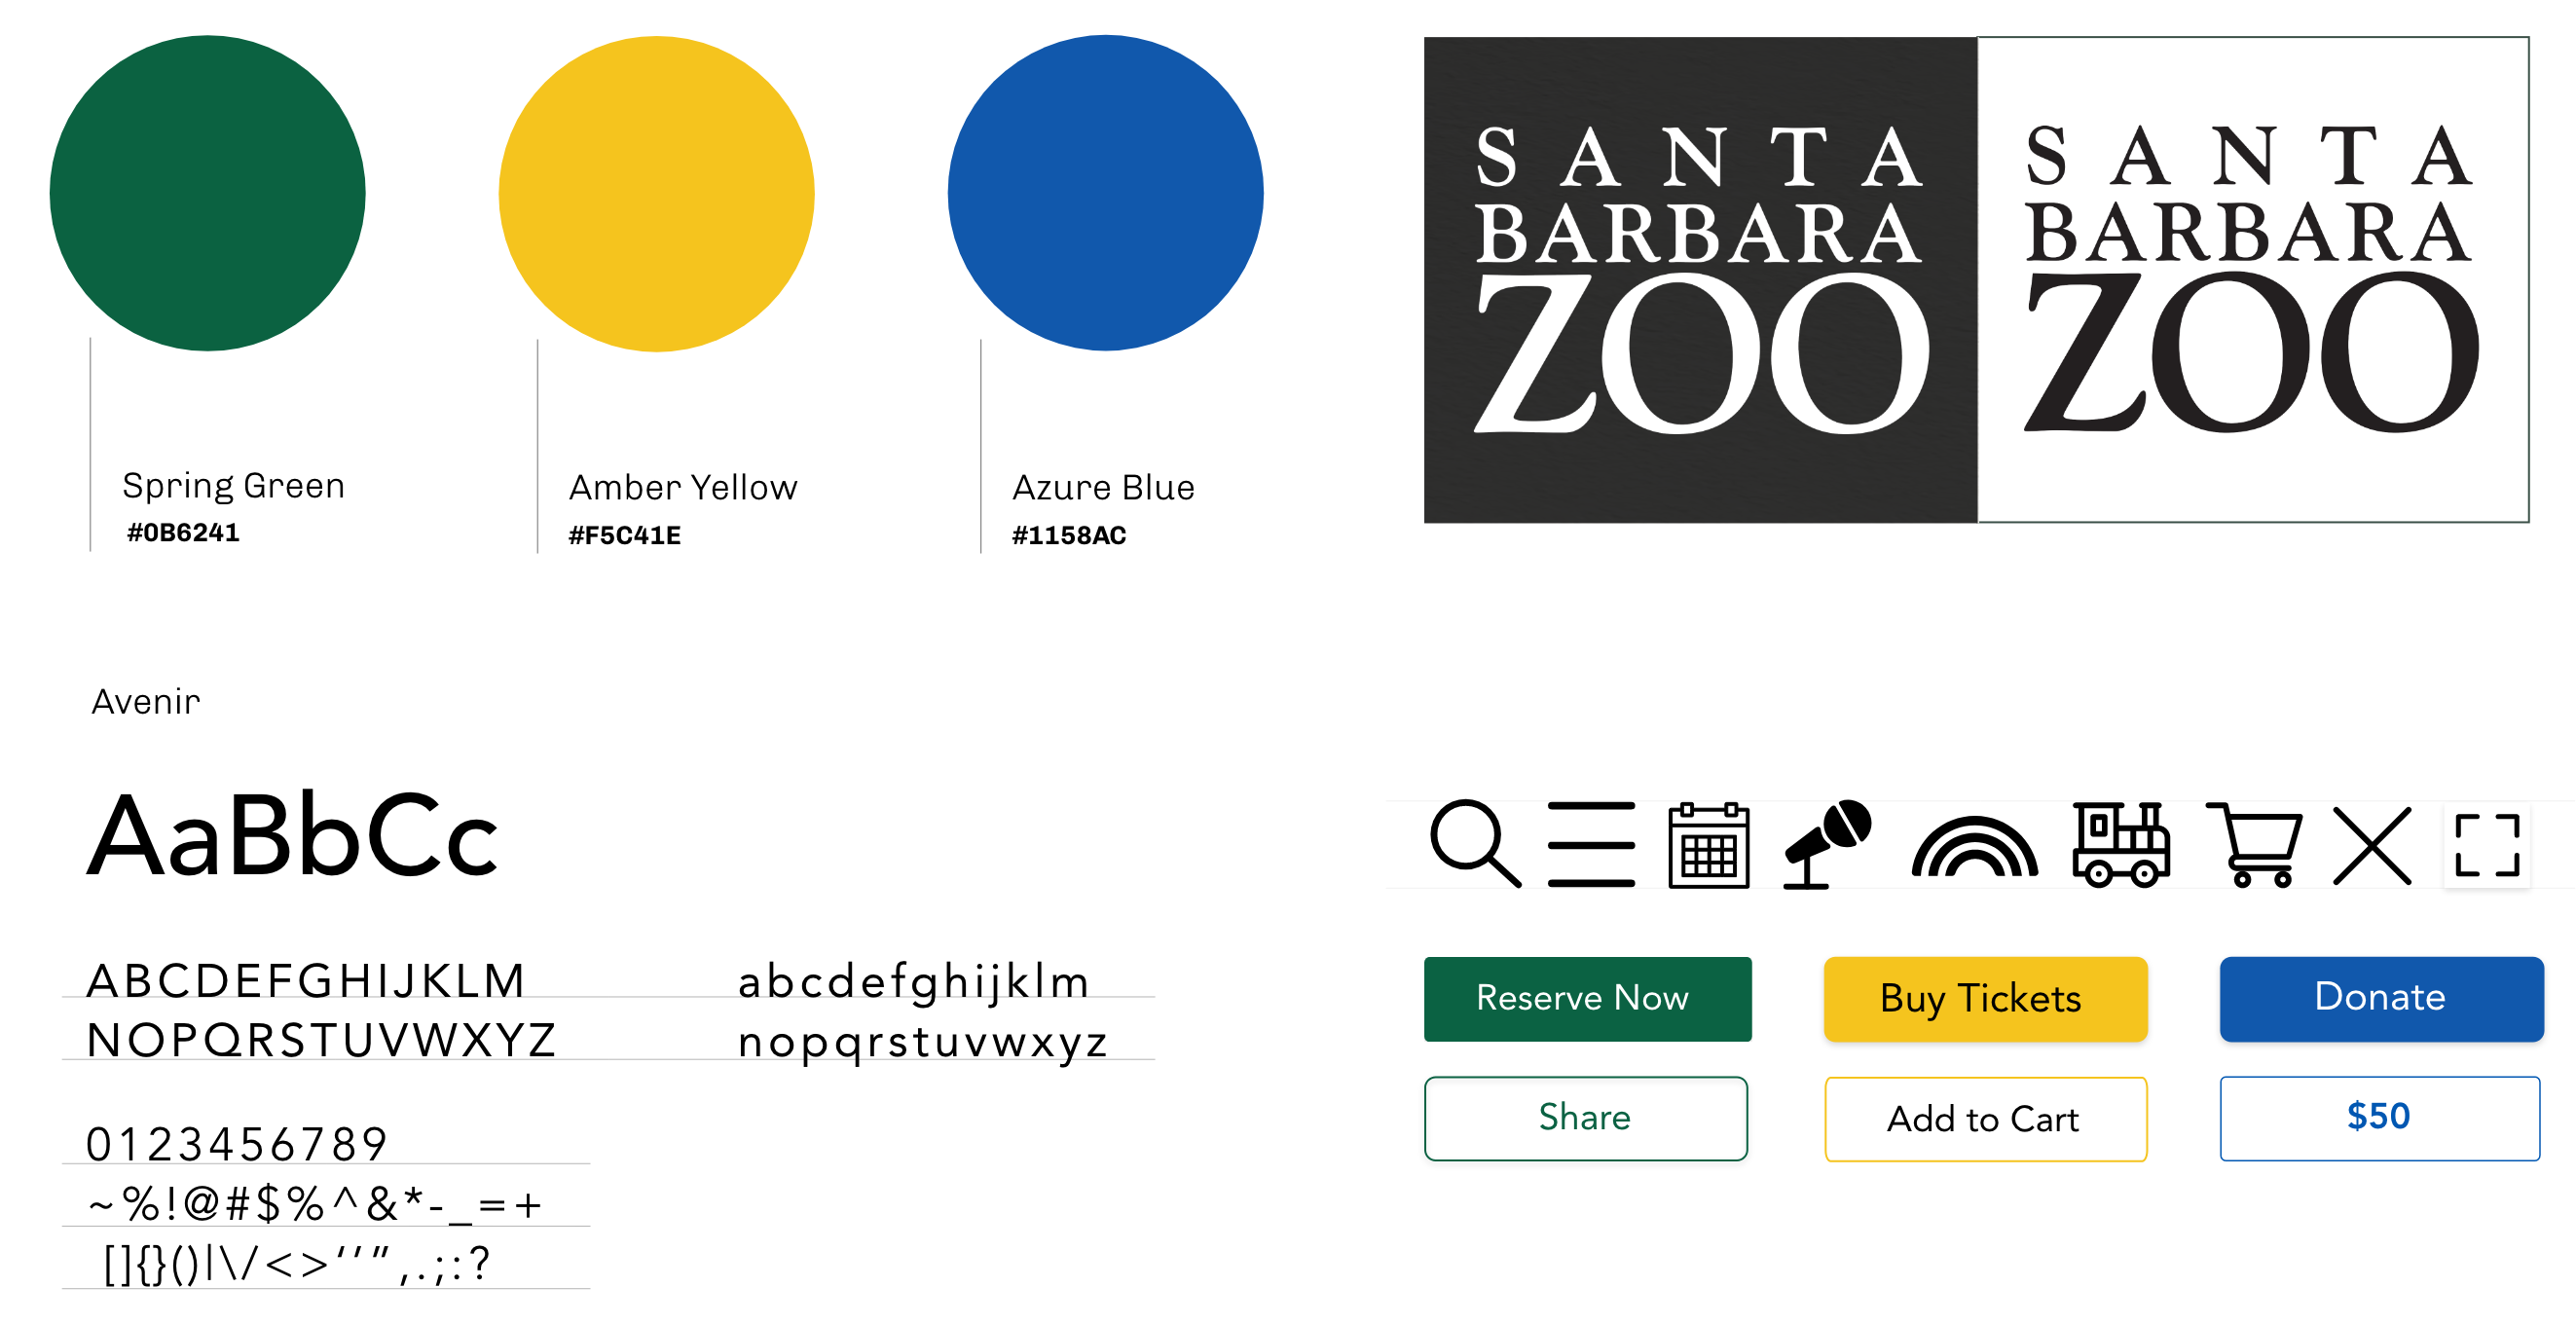 Spring Green
#0B6241
Amber Yellow
#F5C41E
Azure Blue
#1158AC
SANTA
BARBARA
ZOO
SANTA
BARBARA
ZOO
Avenir
AaBbCc
ABCDEFGHIJKLM
NOPQRSTUVWXYZ
abcdefghijklm
nopqrstuvwxyz
0123456789
~%!@#$%^&*-_=+
[]{}()|\/<>‘’”,.;:?
Reserve Now
Buy Tickets
Donate
Share
Add to Cart
$50